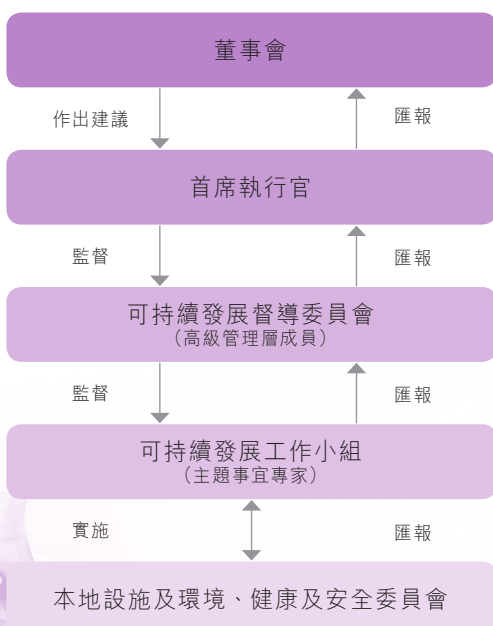 董事會
作出建議
匯報
首席執行官
監督
匯報
可持續發展督導委員會
（高級管理層成員）
監督
匯報
可持續發展工作小組
（主題事宜專家）
實施
匯報
本地設施及環境、健康及安全委員會